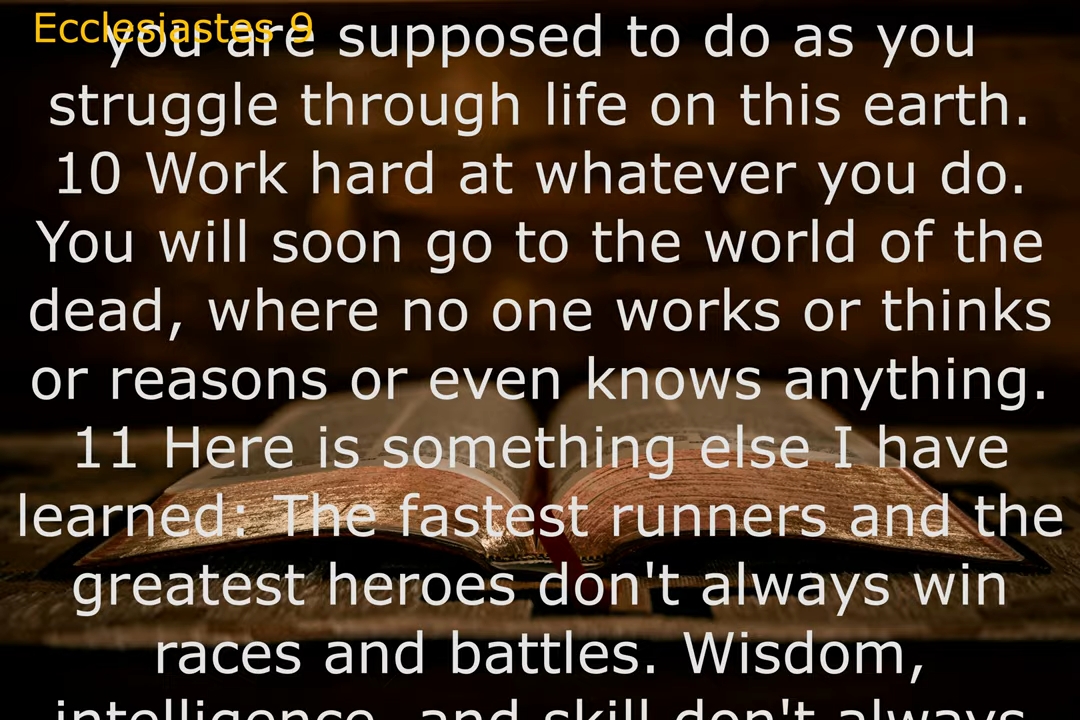 Ecclesiastes 9
you are supposed to do as you
struggle through life on this earth.
10 Work hard at whatever you do.
You will soon go to the world of the
dead, where no one works or thinks
or reasons or even knows anything.
11 Here is something else I have
learned: The fastest runners and the
greatest heroes don't always win
races and battles. Wisdom,
intelligence, and skill don't always